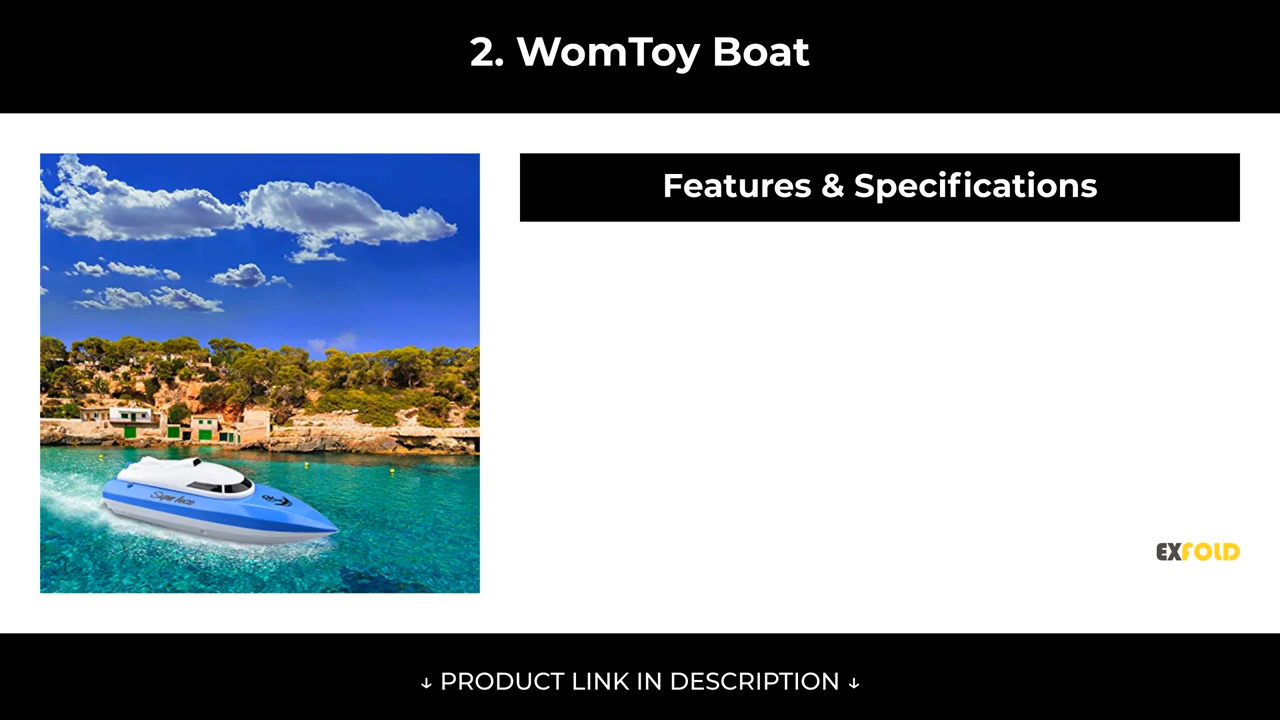 2. WomToy Boat
Features & Specifications
EXFOLD
↓ PRODUCT LINK IN DESCRIPTION ↓